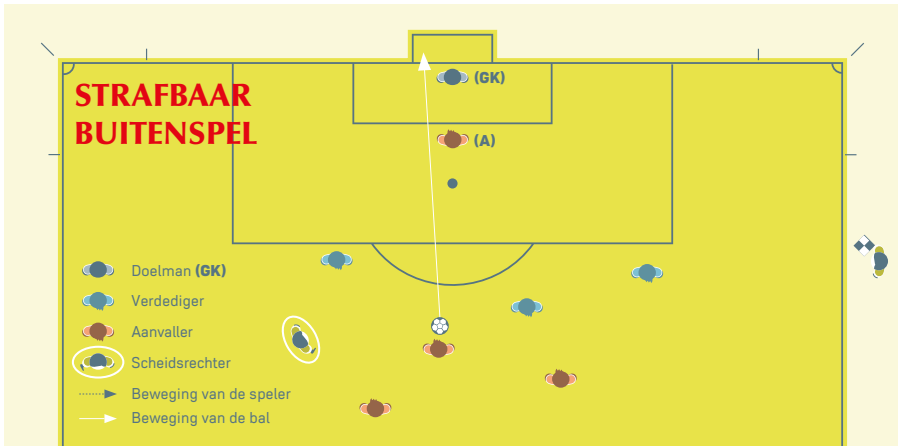 (GK)
STRAFBAAR
BUITENSPEL
(A)
Doelman (GK)
Verdediger
Aanvaller
Scheidsrechter
Beweging van de speler
Beweging van de bal